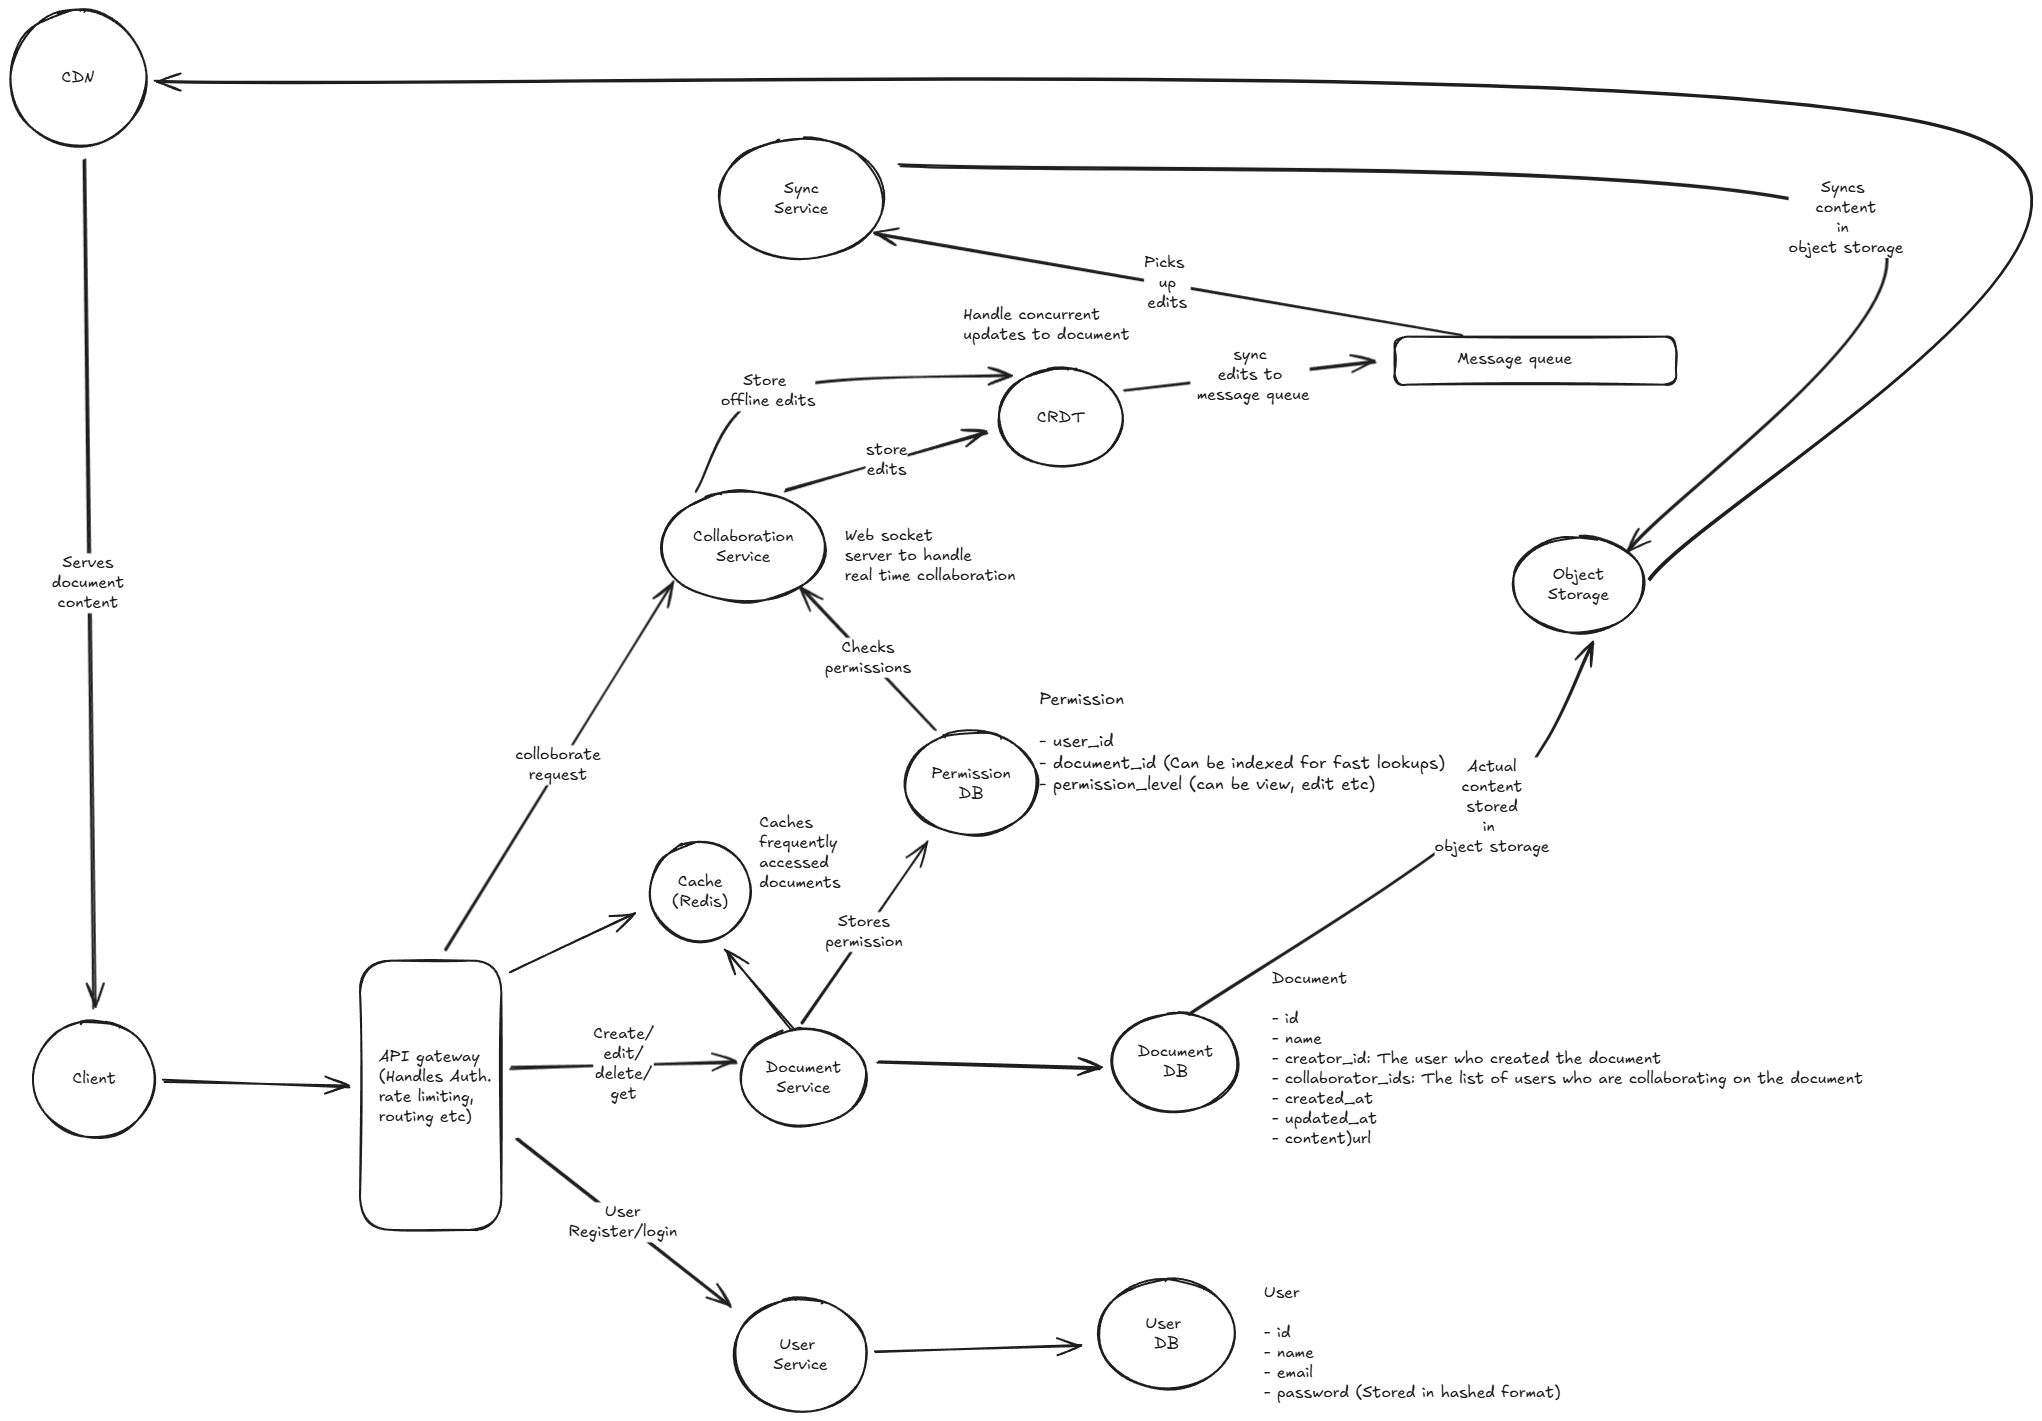 CDN
Sync
Service
Syncs
content
in
object storage
Picks
up
edits
Handle concurrent
updates to document
sync
edits to
message queue
Message queue
Store
offline edits
CRDT
store
edits
Collaboration
Service
Web socket
server to handle
real time collaboration
Serves
document
content
Object
Storage
Checks
permissions
Permission
- user_id
- document_id (Can be indexed for fast lookups)
- permission_level (can be view, edit etc)
Permission
DB
colloborate
request
Actual
content
stored
in
object storage
Caches
frequently
accessed
documents
Cache
(Redis)
Stores
permission
Document
- id
- name
- creator_id: The user who created the document
- collaborator_ids: The list of users who are collaborating on the document
- created_at
- updated_at
- content)url
Client
API gateway
(Handles Auth.
rate limiting,
routing etc)
Create/
edit/
delete/
get
Document
Service
Document
DB
User
Register/login
User
Service
User
DB
User
- id
- name
- email
- password (Stored in hashed format)